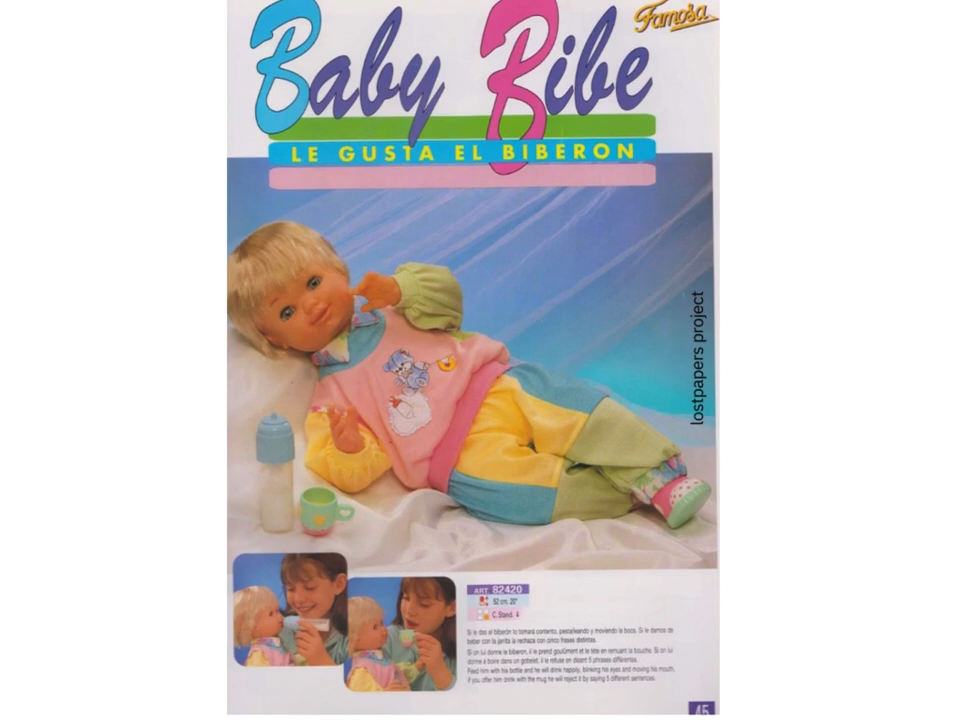 Famosa
Baby Bibe
LE GUSTA EL BIBERON
lostpapers project
ART. 82420
52 cm. 20"
C. Stand. 4
Si le das el biberón lo tomará contento, pestañeando y moviendo la boca. Si le damos de
beber con la jarrita la rechaza con cinco frases distintas.
Si on lui donne le biberon, il le prend goulûment et le tète en remuant la bouche. Si on lui
donne à boire dans un gobelet, il le refuse en disant 5 phrases différentes.
Feed him with his bottle and he will drink happily, blinking his eyes and moving his mouth,
if you offer him drink with the mug he will reject it by saying 5 different sentences.
45